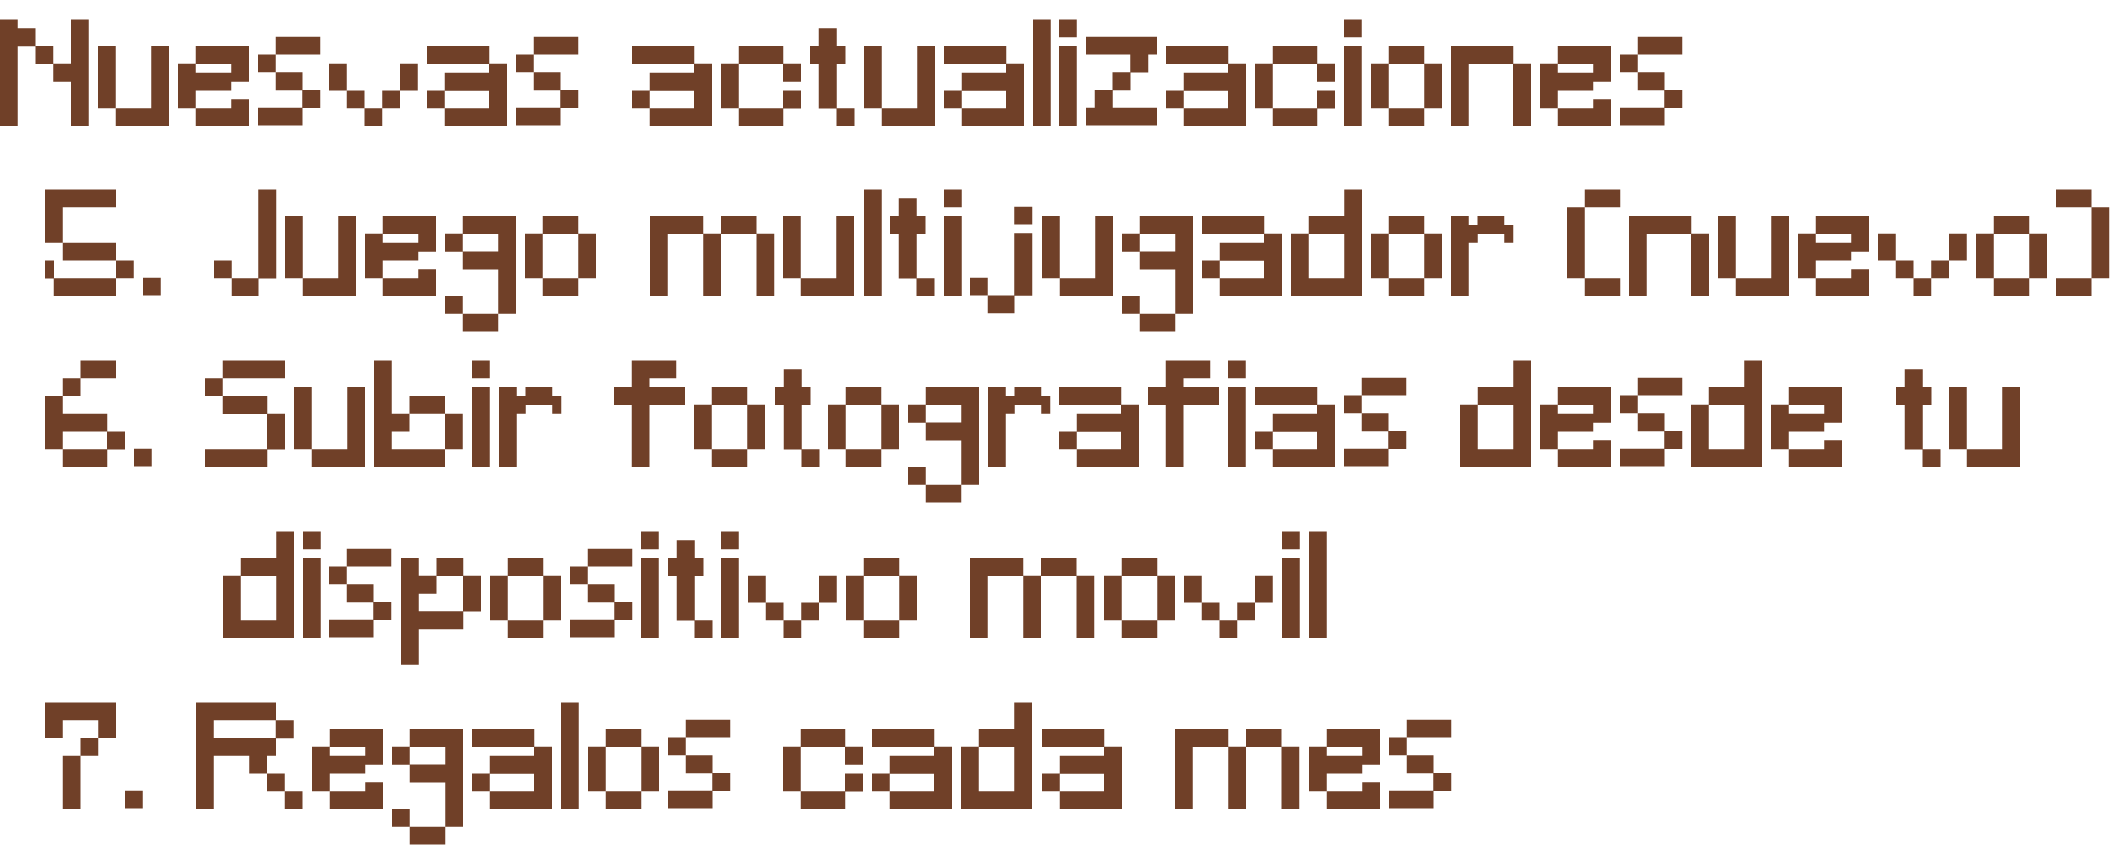 Nuesvas actualizaciones
5. Juego multijugador (nuevo)
6. Subir fotografias desde tu
dispositivo movil
7. Regalos cada mes